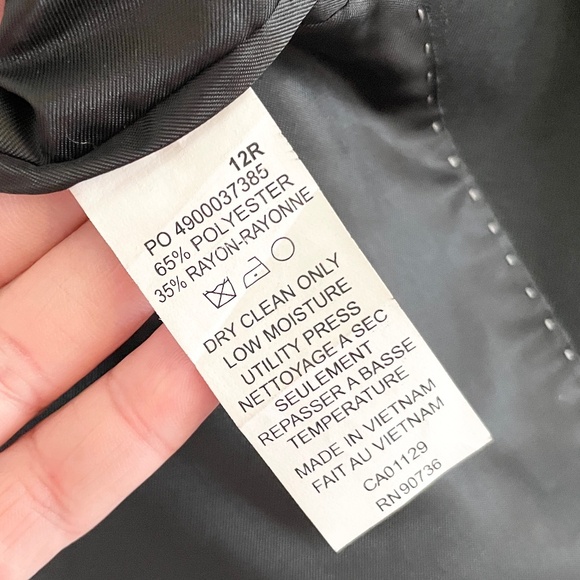 12R
PO 4900037385
65% POLYESTER
35% RAYON-RAYONNE
DRY CLEAN ONLY
LOW MOISTURE
UTILITY PRESS
NETTOYAGE A SEC
SEULEMENT
REPASSER A BASSE
TEMPERATURE
MADE IN VIETNAM
FAIT AU VIETNAM
CA01129
RN90736